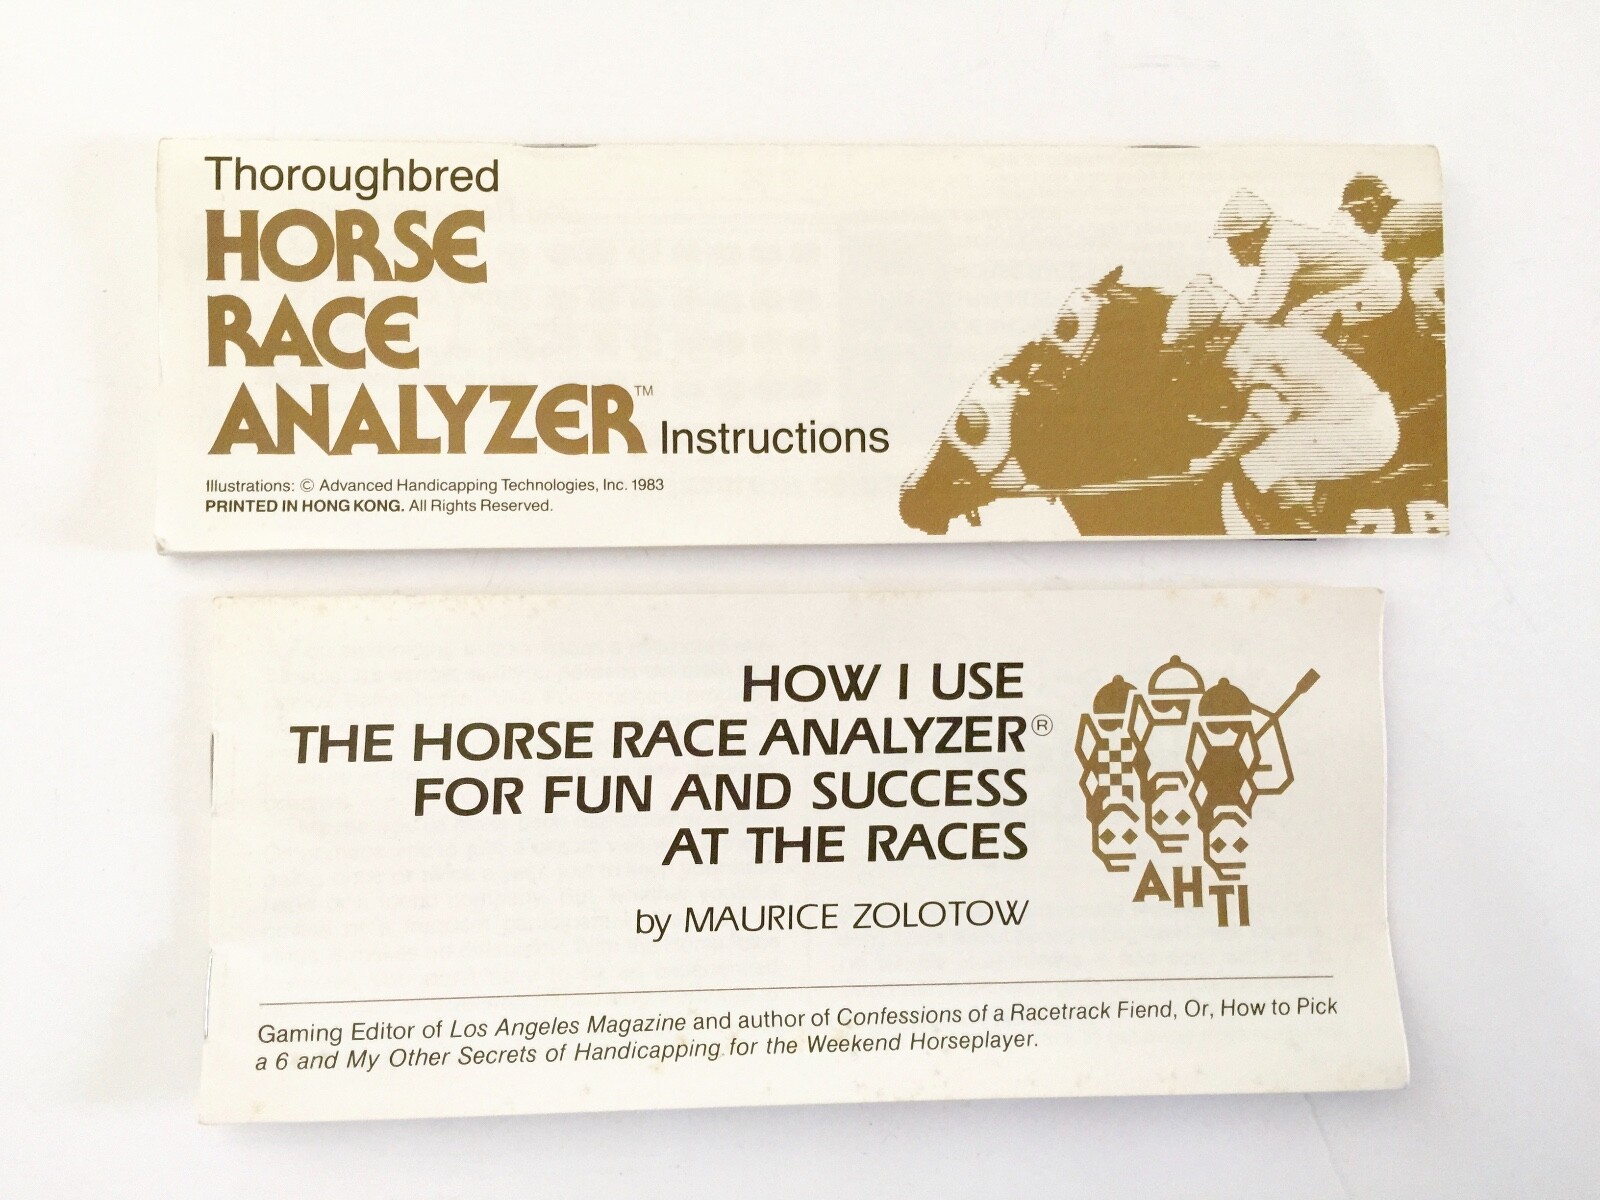 Thoroughbred
HORSE
RACE
ANALYZER™ Instructions
Illustrations: © Advanced Handicapping Technologies, Inc. 1983
PRINTED IN HONG KONG. All Rights Reserved.
HOW I USE
THE HORSE RACE ANALYZER®
FOR FUN AND SUCCESS
AT THE RACES
by MAURICE ZOLOTOW
AHTI
Gaming Editor of Los Angeles Magazine and author of Confessions of a Racetrack Fiend, Or, How to Pick
a 6 and My Other Secrets of Handicapping for the Weekend Horseplayer.